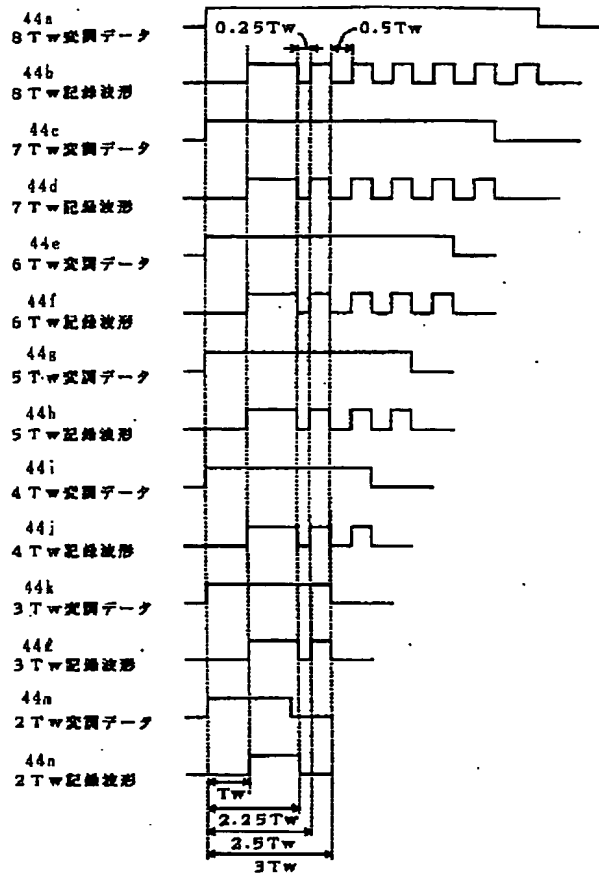 44a
0.25Tw
0.5Tw
8Tw変調データ
44b
8Tw記録波形
44c
7Tw変調データ
44d
7Tw記録波形
44e
6Tw変調データ
44f
6Tw記録波形
44g
5Tw変調データ
44h
5Tw記録波形
44i
4Tw変調データ
44j
4Tw記録波形
44k
3Tw変調データ
44ℓ
3Tw記録波形
44m
2Tw変調データ
44n
2Tw記録波形
Tw
2.25Tw
2.5Tw
3Tw